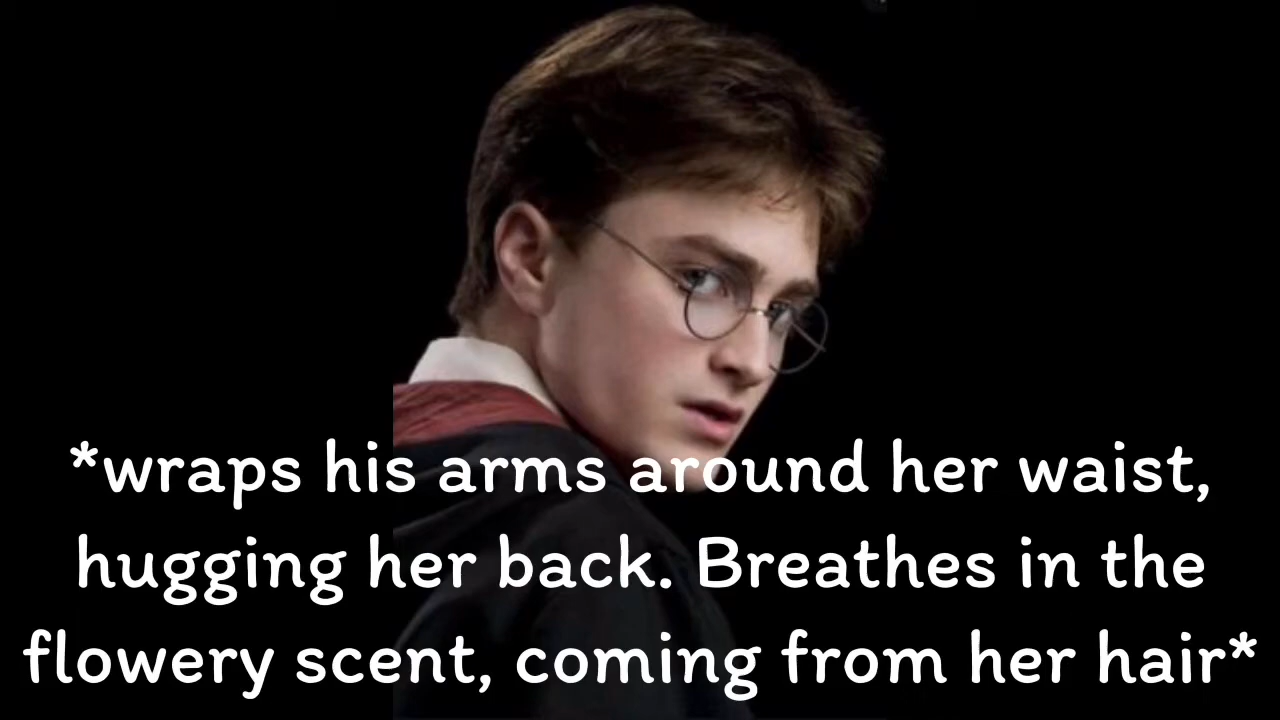 *wraps his arms around her waist,
hugging her back. Breathes in the
flowery scent, coming from her hair*